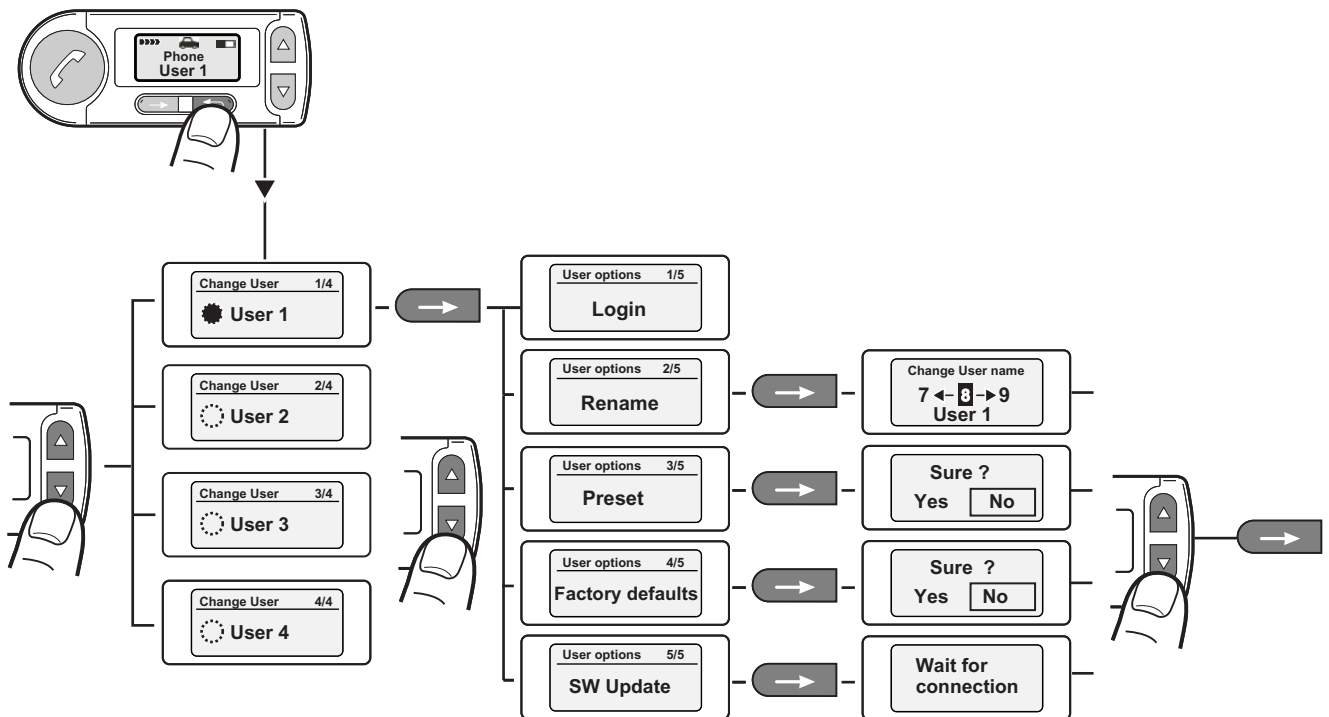 Phone
User 1
Change User 1/4
User 1
Change User 2/4
User 2
Change User 3/4
User 3
Change User 4/4
User 4
User options 1/5
Login
User options 2/5
Rename
User options 3/5
Preset
User options 4/5
Factory defaults
User options 5/5
SW Update
Change User name
7 8 9
User 1
Sure ?
Yes No
Sure ?
Yes No
Wait for
connection